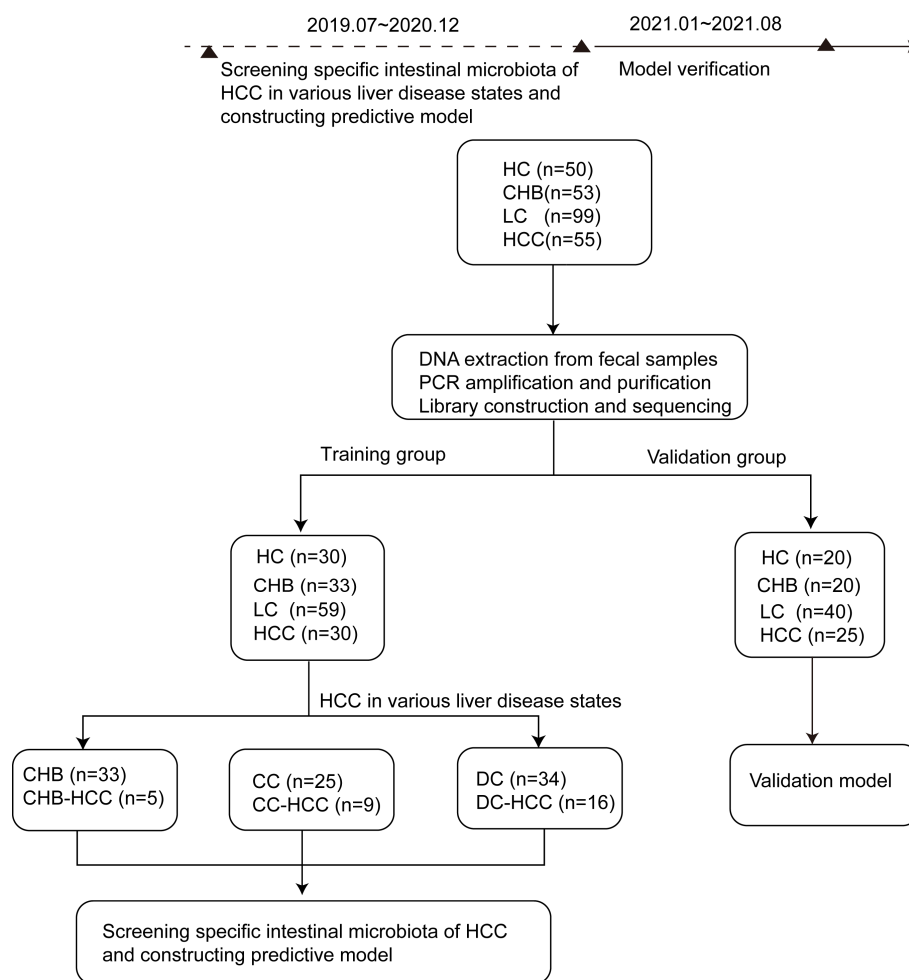 2019.07~2020.12
2021.01~2021.08
Screening specific intestinal microbiota of
HCC in various liver disease states and
constructing predictive model
Model verification
HC (n=50)
CHB(n=53)
LC (n=99)
HCC(n=55)
DNA extraction from fecal samples
PCR amplification and purification
Library construction and sequencing
Training group
Validation group
HC (n=30)
CHB (n=33)
LC (n=59)
HCC (n=30)
HC (n=20)
CHB (n=20)
LC (n=40)
HCC (n=25)
HCC in various liver disease states
CHB (n=33)
CHB-HCC (n=5)
CC (n=25)
CC-HCC (n=9)
DC (n=34)
DC-HCC (n=16)
Validation model
Screening specific intestinal microbiota of HCC
and constructing predictive model